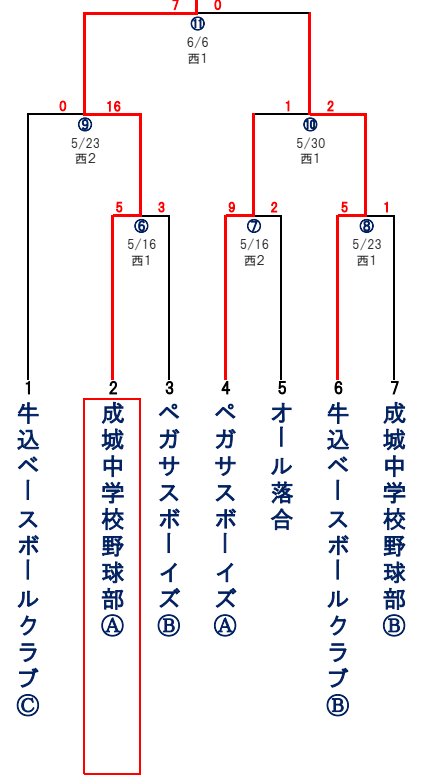 7 0
⑪
6/6
西1
0 16
⑨
5/23
西2
1 2
⑩
5/30
西1
5 3
⑥
5/16
西1
9 2
⑦
5/16
西2
5 1
⑧
5/23
西1
1
牛込ベースボールクラブⒸ
2
成城中学校野球部Ⓐ
3
ペガサスボーイズⒷ
4
ペガサスボーイズⒶ
5
オール落合
6
牛込ベースボールクラブⒷ
7
成城中学校野球部Ⓑ